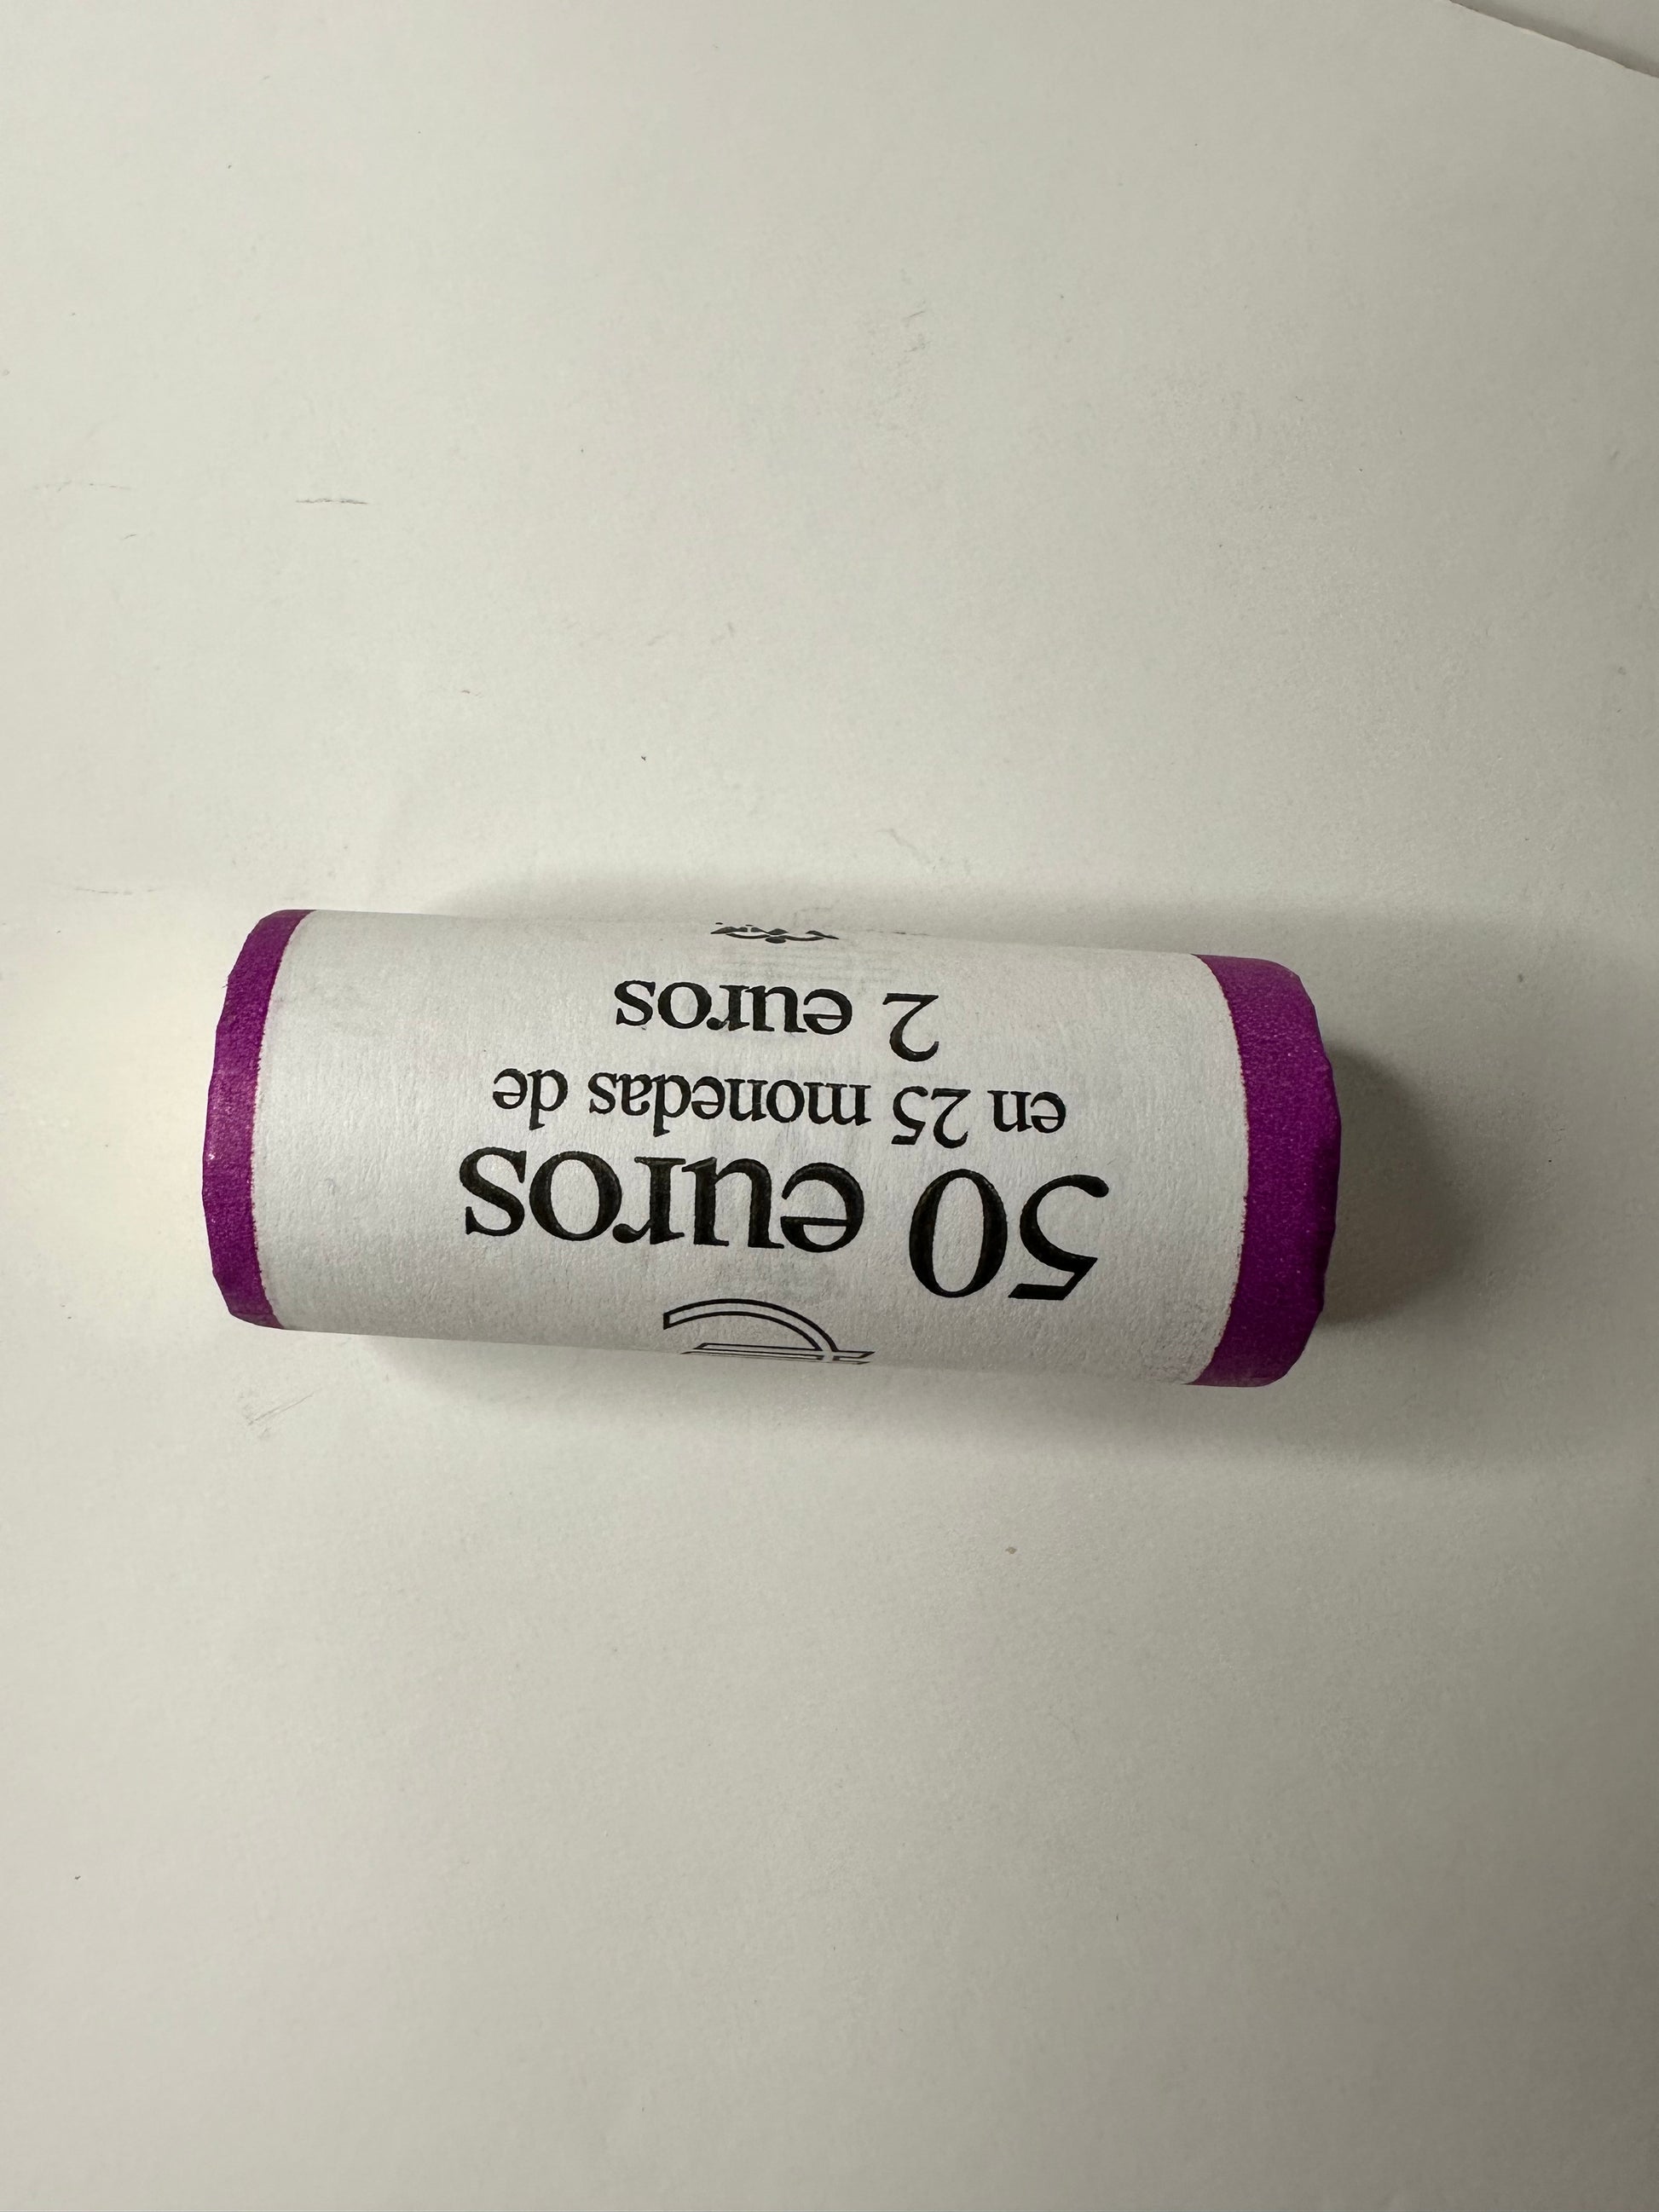 €
50 euros
en 25 monedas de
2 euros